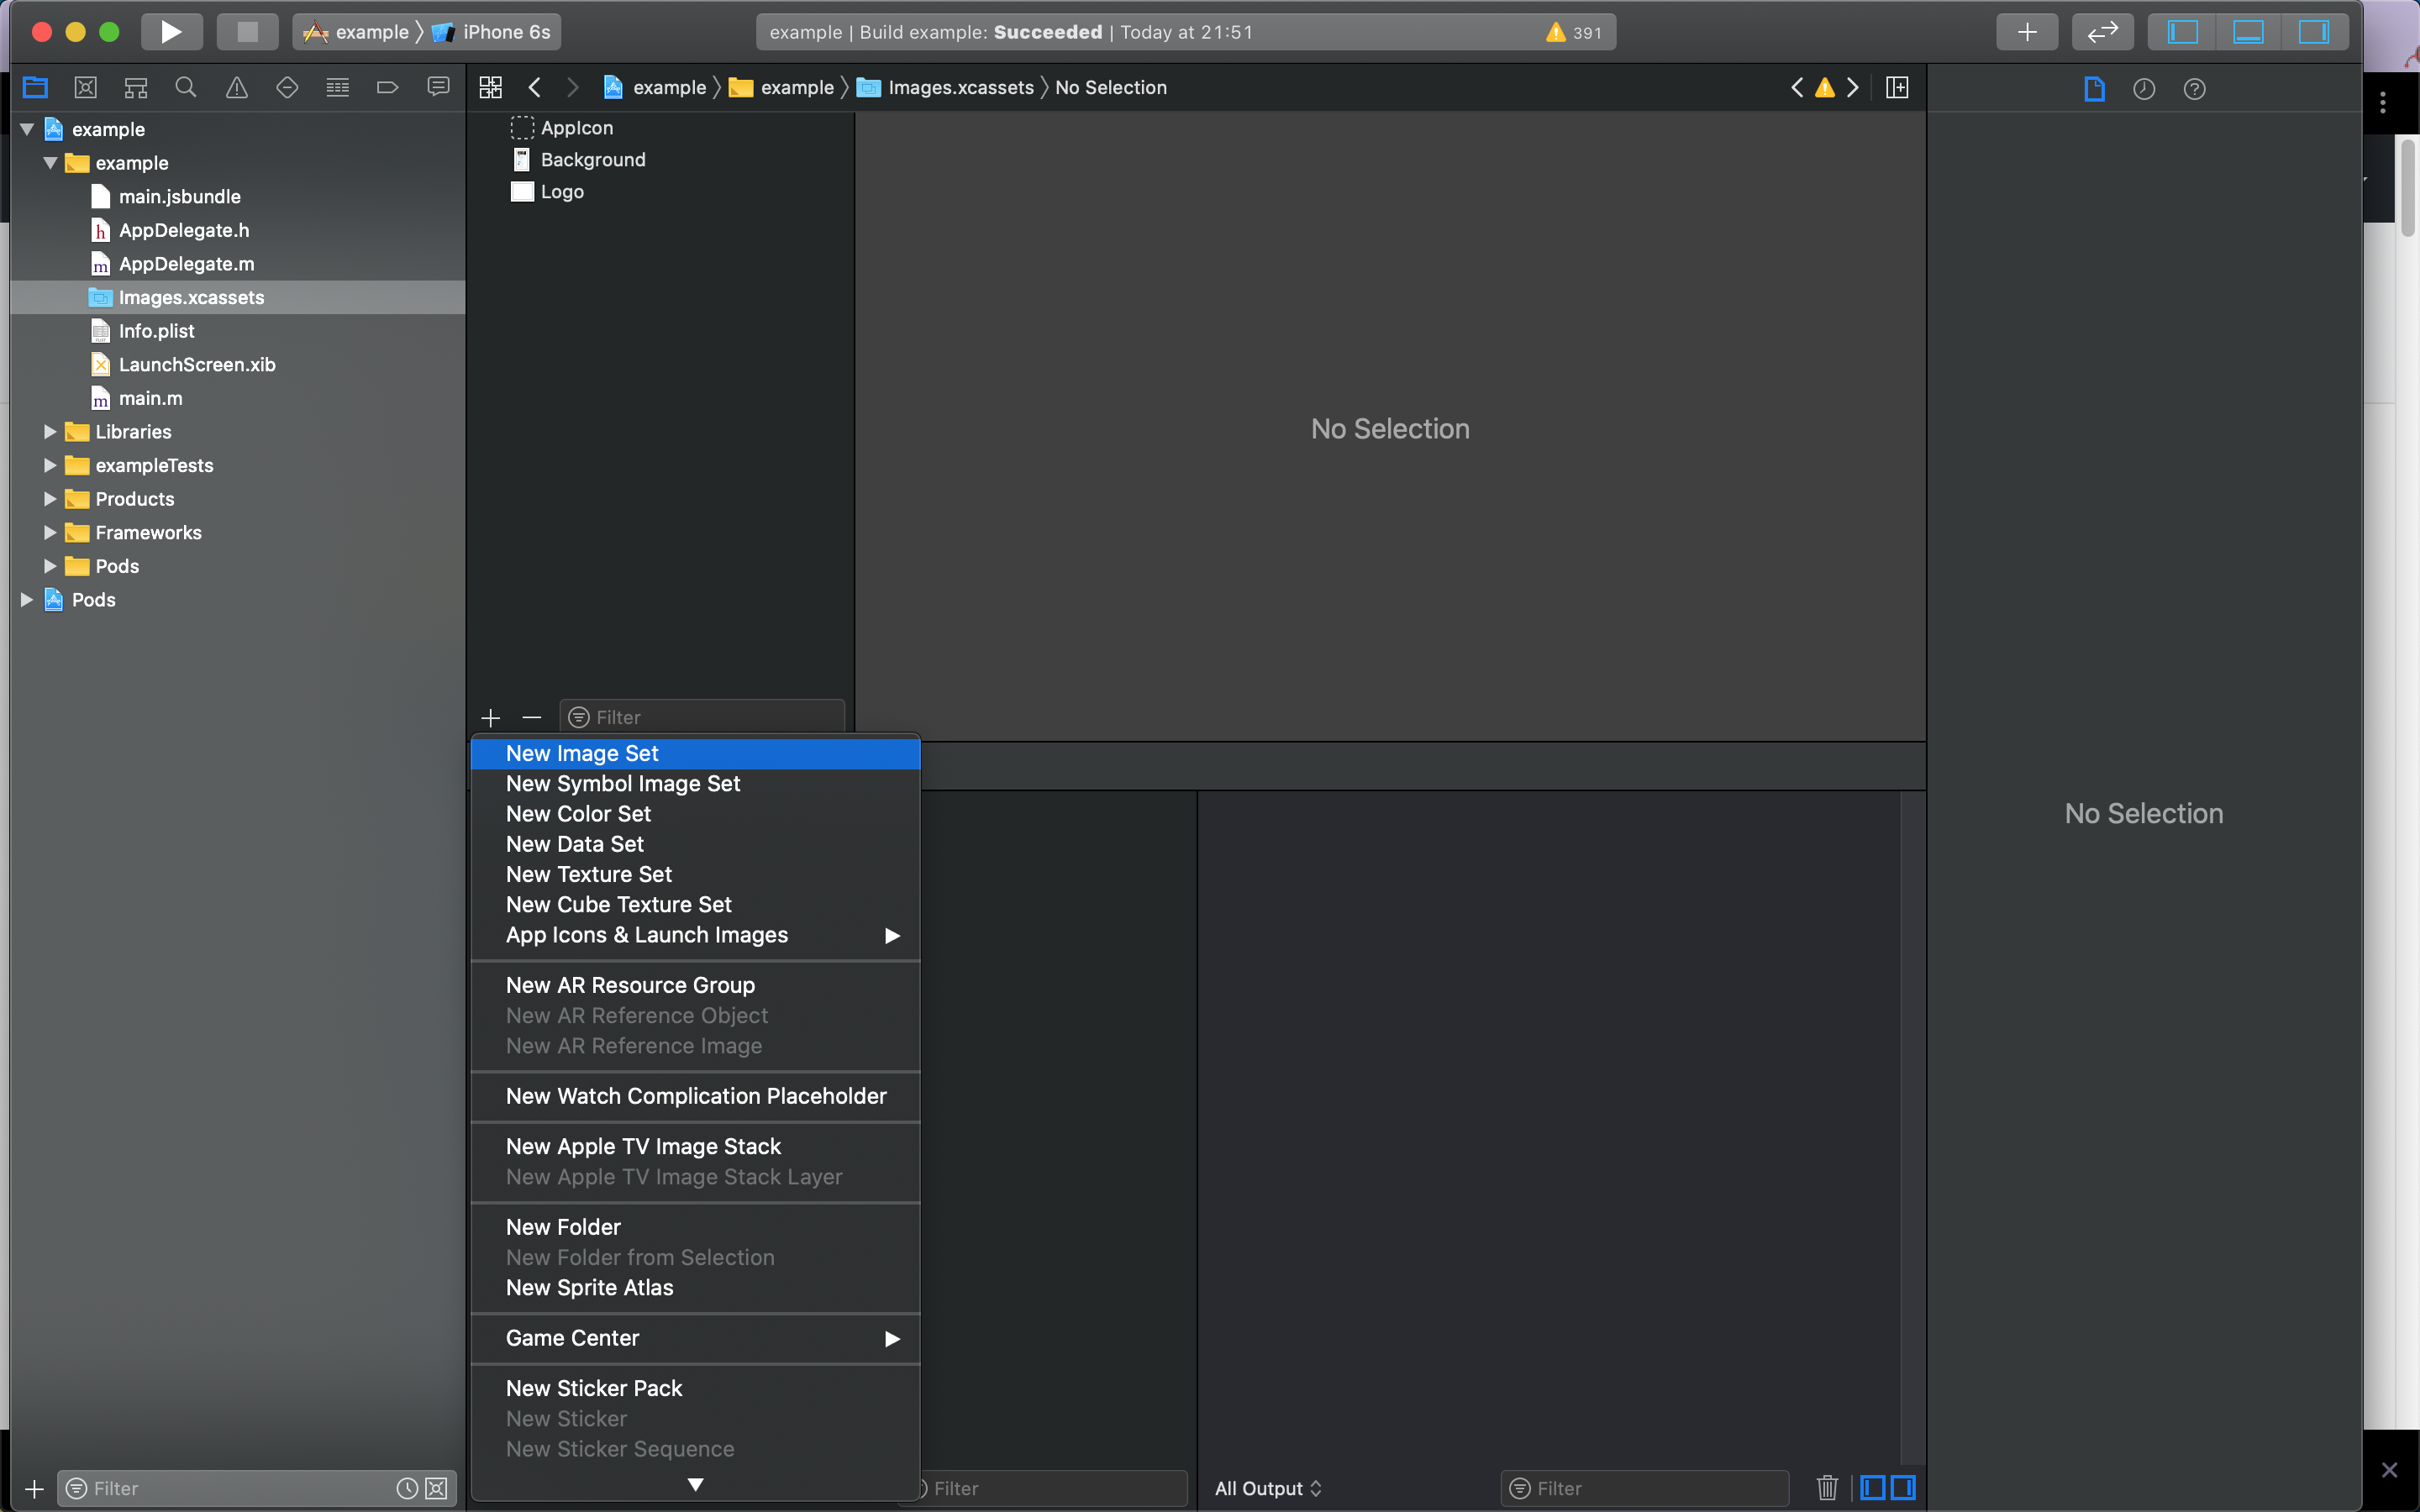 example iPhone 6s
example | Build example: Succeeded | Today at 21:51
391
example example Images.xcassets No Selection
example
example
main.jsbundle
AppDelegate.h
AppDelegate.m
Images.xcassets
Info.plist
LaunchScreen.xib
main.m
Libraries
exampleTests
Products
Frameworks
Pods
Pods
Filter
AppIcon
Background
Logo
Filter
No Selection
New Image Set
New Symbol Image Set
New Color Set
New Data Set
New Texture Set
New Cube Texture Set
App Icons & Launch Images
New AR Resource Group
New AR Reference Object
New AR Reference Image
New Watch Complication Placeholder
New Apple TV Image Stack
New Apple TV Image Stack Layer
New Folder
New Folder from Selection
New Sprite Atlas
Game Center
New Sticker Pack
New Sticker
New Sticker Sequence
Filter
All Output
Filter
No Selection